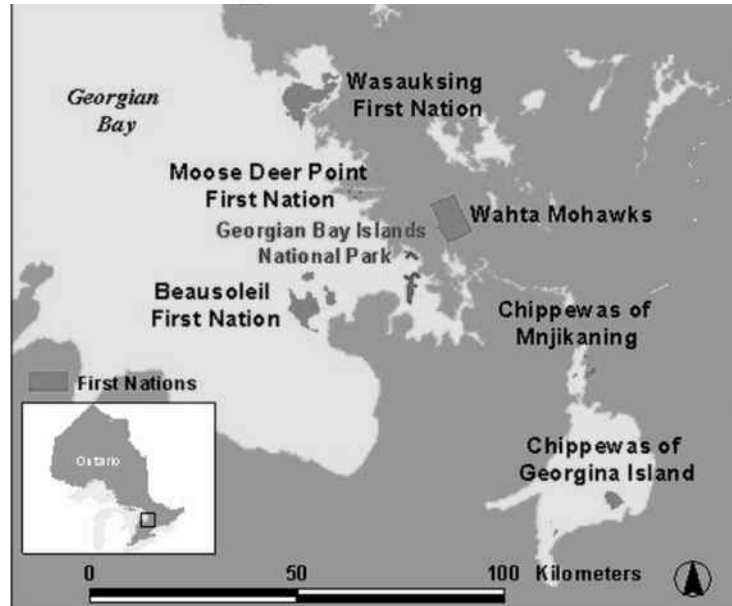 Georgian
Bay
Wasauksing
First Nation
Moose Deer Point
First Nation
Wahta Mohawks
Georgian Bay Islands
National Park
Beausoleil
First Nation
Chippewas of
Mnjikaning
First Nations
Ontario
Chippewas of
Georgina Island
0 50 100 Kilometers